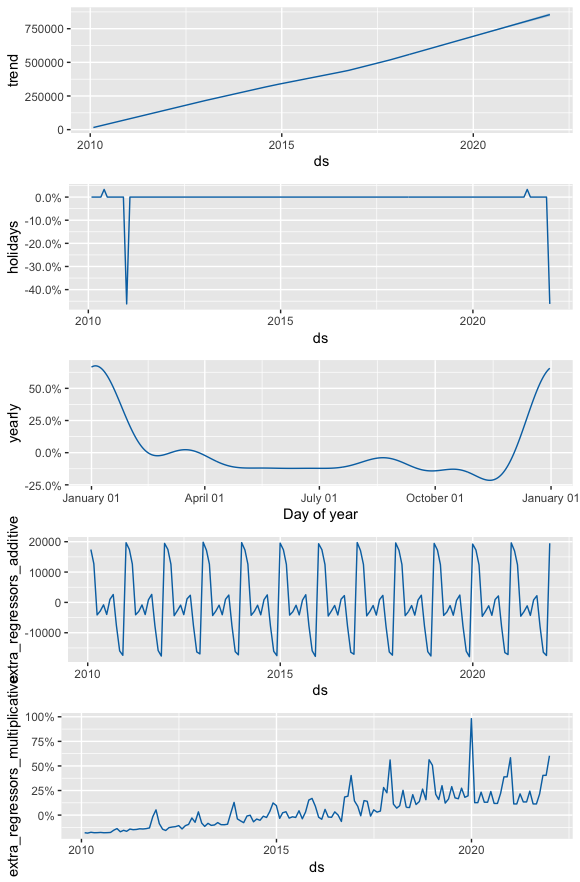 trend
750000
500000
250000
0
2010 2015 2020
ds
holidays
0.0%
-10.0%
-20.0%
-30.0%
-40.0%
2010 2015 2020
ds
yearly
50.0%
25.0%
0.0%
-25.0%
January 01 April 01 July 01 October 01 January 01
Day of year
extra_regressors_additive
20000
10000
0
-10000
2010 2015 2020
ds
extra_regressors_multiplicative
100%
75%
50%
25%
0%
2010 2015 2020
ds